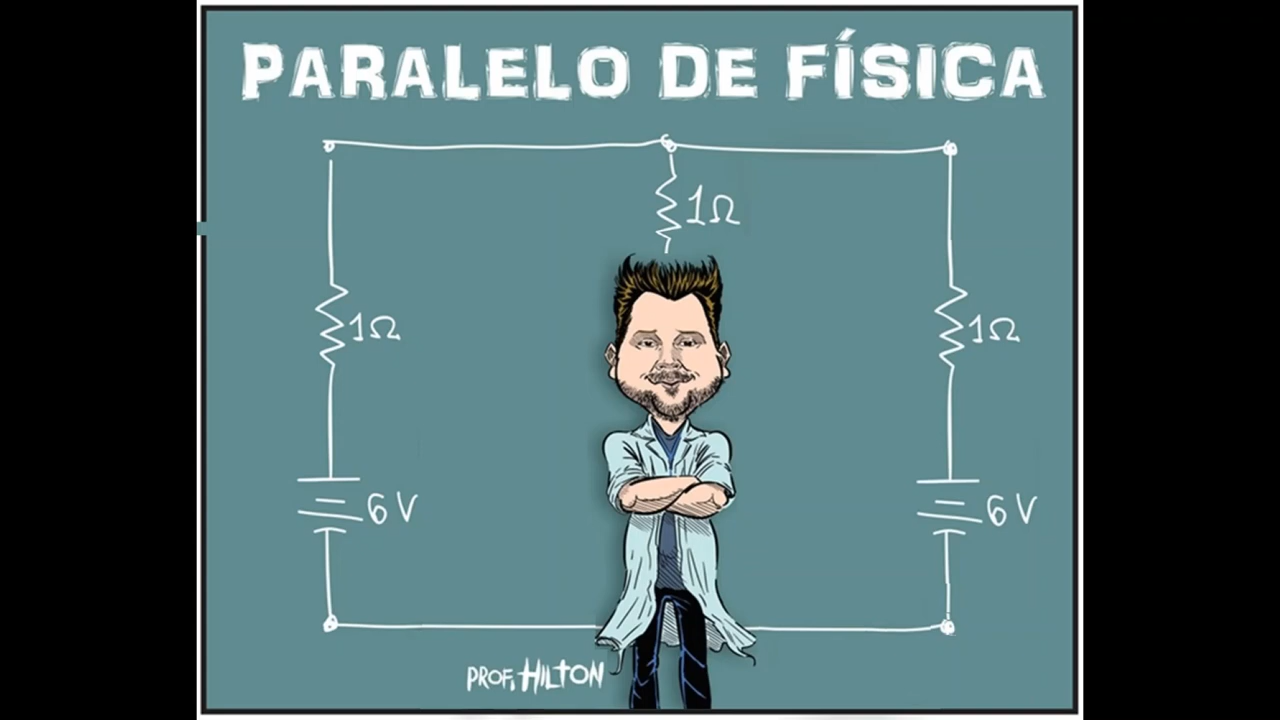 PARALELO DE FÍSICA
1Ω
1Ω
1Ω
6V
6V
PROF. HILTON